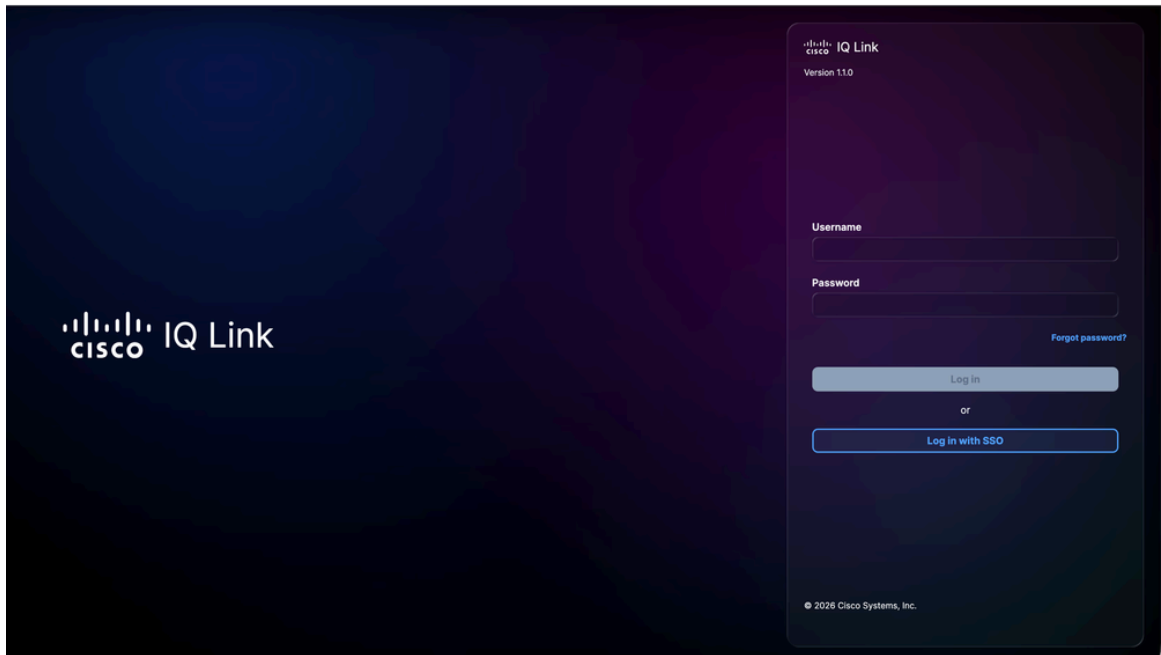 CISCO IQ Link
CISCO IQ Link
Version 1.1.0
Username
Password
Forgot password?
Log in
or
Log in with SSO
© 2026 Cisco Systems, Inc.